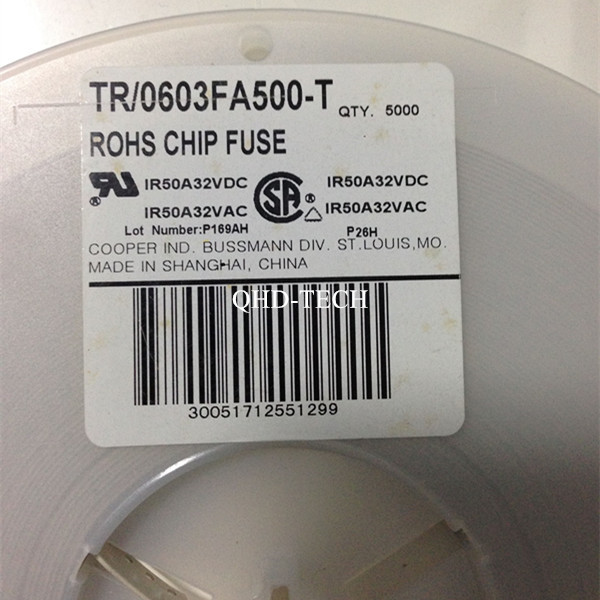 TR/0603FA500-T QTY. 5000
ROHS CHIP FUSE
IR50A32VDC IR50A32VDC
IR50A32VAC IR50A32VAC
Lot Number:P169AH P26H
COOPER IND. BUSSMANN DIV. ST.LOUIS,MO.
MADE IN SHANGHAI, CHINA
QHD-TECH
30051712551299